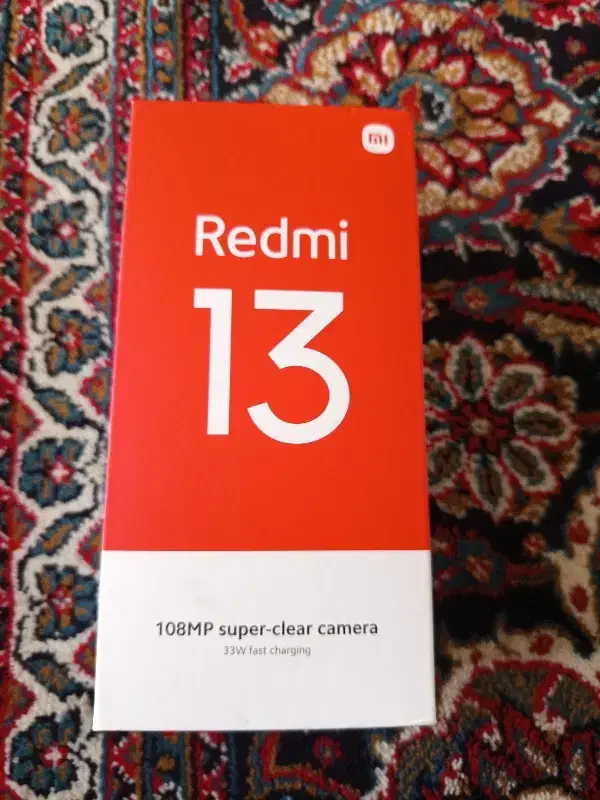 mi
Redmi
13
108MP super-clear camera
33W fast charging